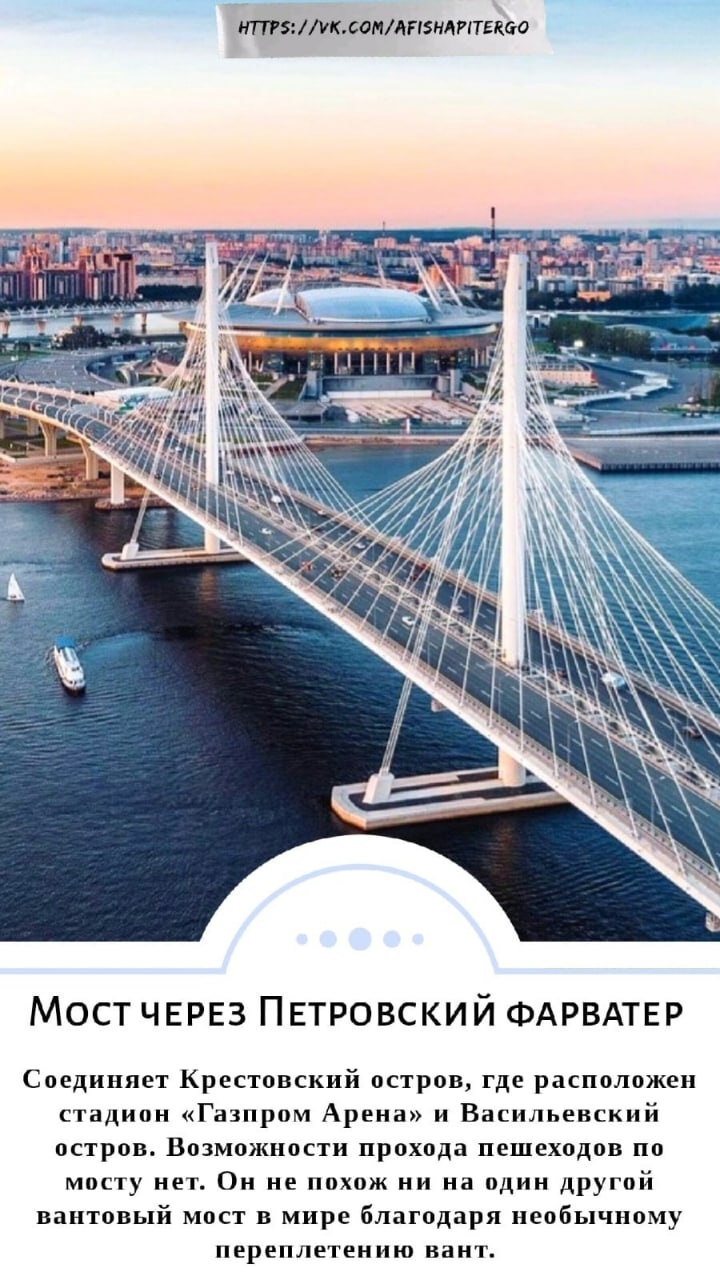 HTTPS://VK.COM/AFISHAPITERGO
Мост через Петровский фарватер
Соединяет Крестовский остров, где расположен
стадион «Газпром Арена» и Васильевский
остров. Возможности прохода пешеходов по
мосту нет. Он не похож ни на один другой
вантовый мост в мире благодаря необычному
переплетению вант.